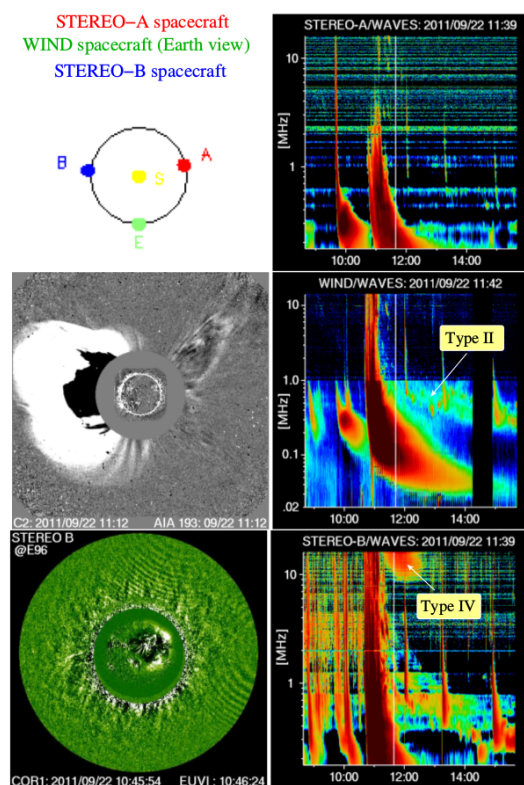 STEREO−A spacecraft
WIND spacecraft (Earth view)
STEREO−B spacecraft
B
A
S
E
STEREO-A/WAVES: 2011/09/22 11:39
10
[MHz]
1
10:00 12:00 14:00
WIND/WAVES: 2011/09/22 11:42
10
[MHz]
1.0
0.1
.02
Type II
10:00 12:00 14:00
C2: 2011/09/22 11:12 AIA 193: 09/22 11:12
STEREO B
@E96
COR1: 2011/09/22 10:45:54 EUVI: 10:46:24
STEREO-B/WAVES: 2011/09/22 11:39
10
[MHz]
1
Type IV
10:00 12:00 14:00